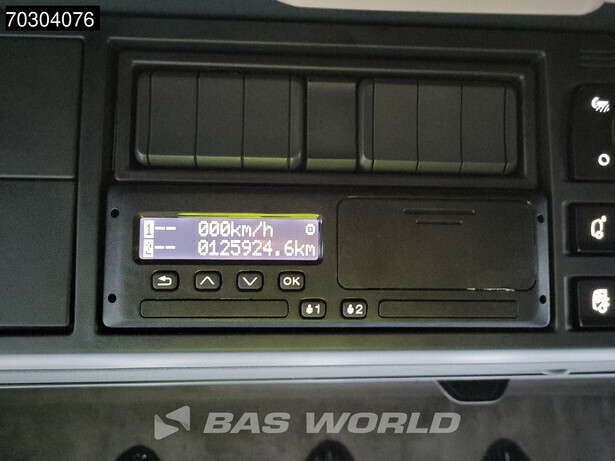 70304076
1 -- 000km/h
2 -- 0125924.6km
OK
1 2
BAS WORLD